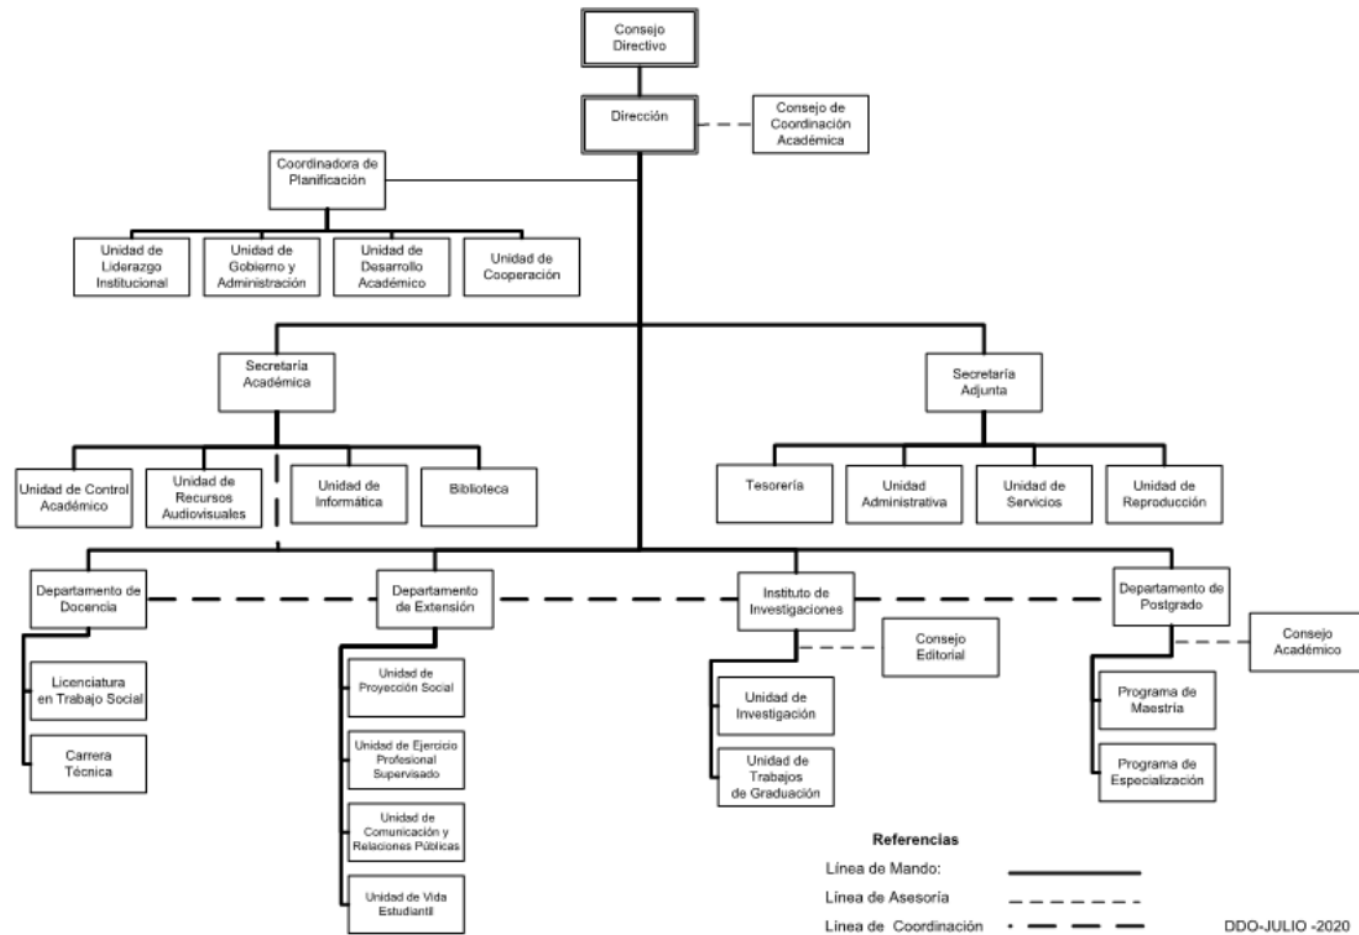 Consejo
Directivo
Dirección
Consejo de
Coordinación
Académica
Coordinadora de
Planificación
Unidad de
Liderazgo
Institucional
Unidad de
Gobierno y
Administración
Unidad de
Desarrollo
Académico
Unidad de
Cooperación
Secretaría
Académica
Secretaría
Adjunta
Unidad de Control
Académico
Unidad de
Recursos
Audiovisuales
Unidad de
Informática
Biblioteca
Tesorería
Unidad
Administrativa
Unidad de
Servicios
Unidad de
Reproducción
Departamento de
Docencia
Departamento
de Extensión
Instituto de
Investigaciones
Departamento de
Postgrado
Consejo
Editorial
Consejo
Académico
Licenciatura
en Trabajo Social
Carrera
Técnica
Unidad de
Proyección Social
Unidad de Ejercicio
Profesional
Supervisado
Unidad de
Comunicación y
Relaciones Públicas
Unidad de Vida
Estudiantil
Unidad de
Investigación
Unidad de
Trabajos
de Graduación
Programa de
Maestría
Programa de
Especialización
Referencias
Línea de Mando:
Línea de Asesoría
Línea de Coordinación
DDO-JULIO -2020